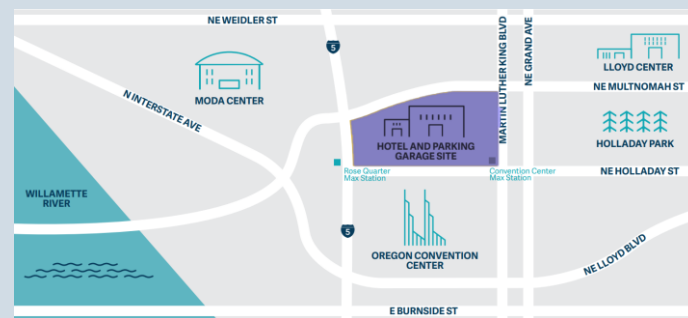 NE WEIDLER ST
5
MARTIN LUTHER KING BLVD
NE GRAND AVE
LLOYD CENTER
NE MULTNOMAH ST
MODA CENTER
N INTERSTATE AVE
HOTEL AND PARKING
GARAGE SITE
HOLLADAY PARK
Rose Quarter
Max Station
Convention Center
Max Station
NE HOLLADAY ST
WILLAMETTE
RIVER
5
OREGON CONVENTION
CENTER
NE LLOYD BLVD
E BURNSIDE ST